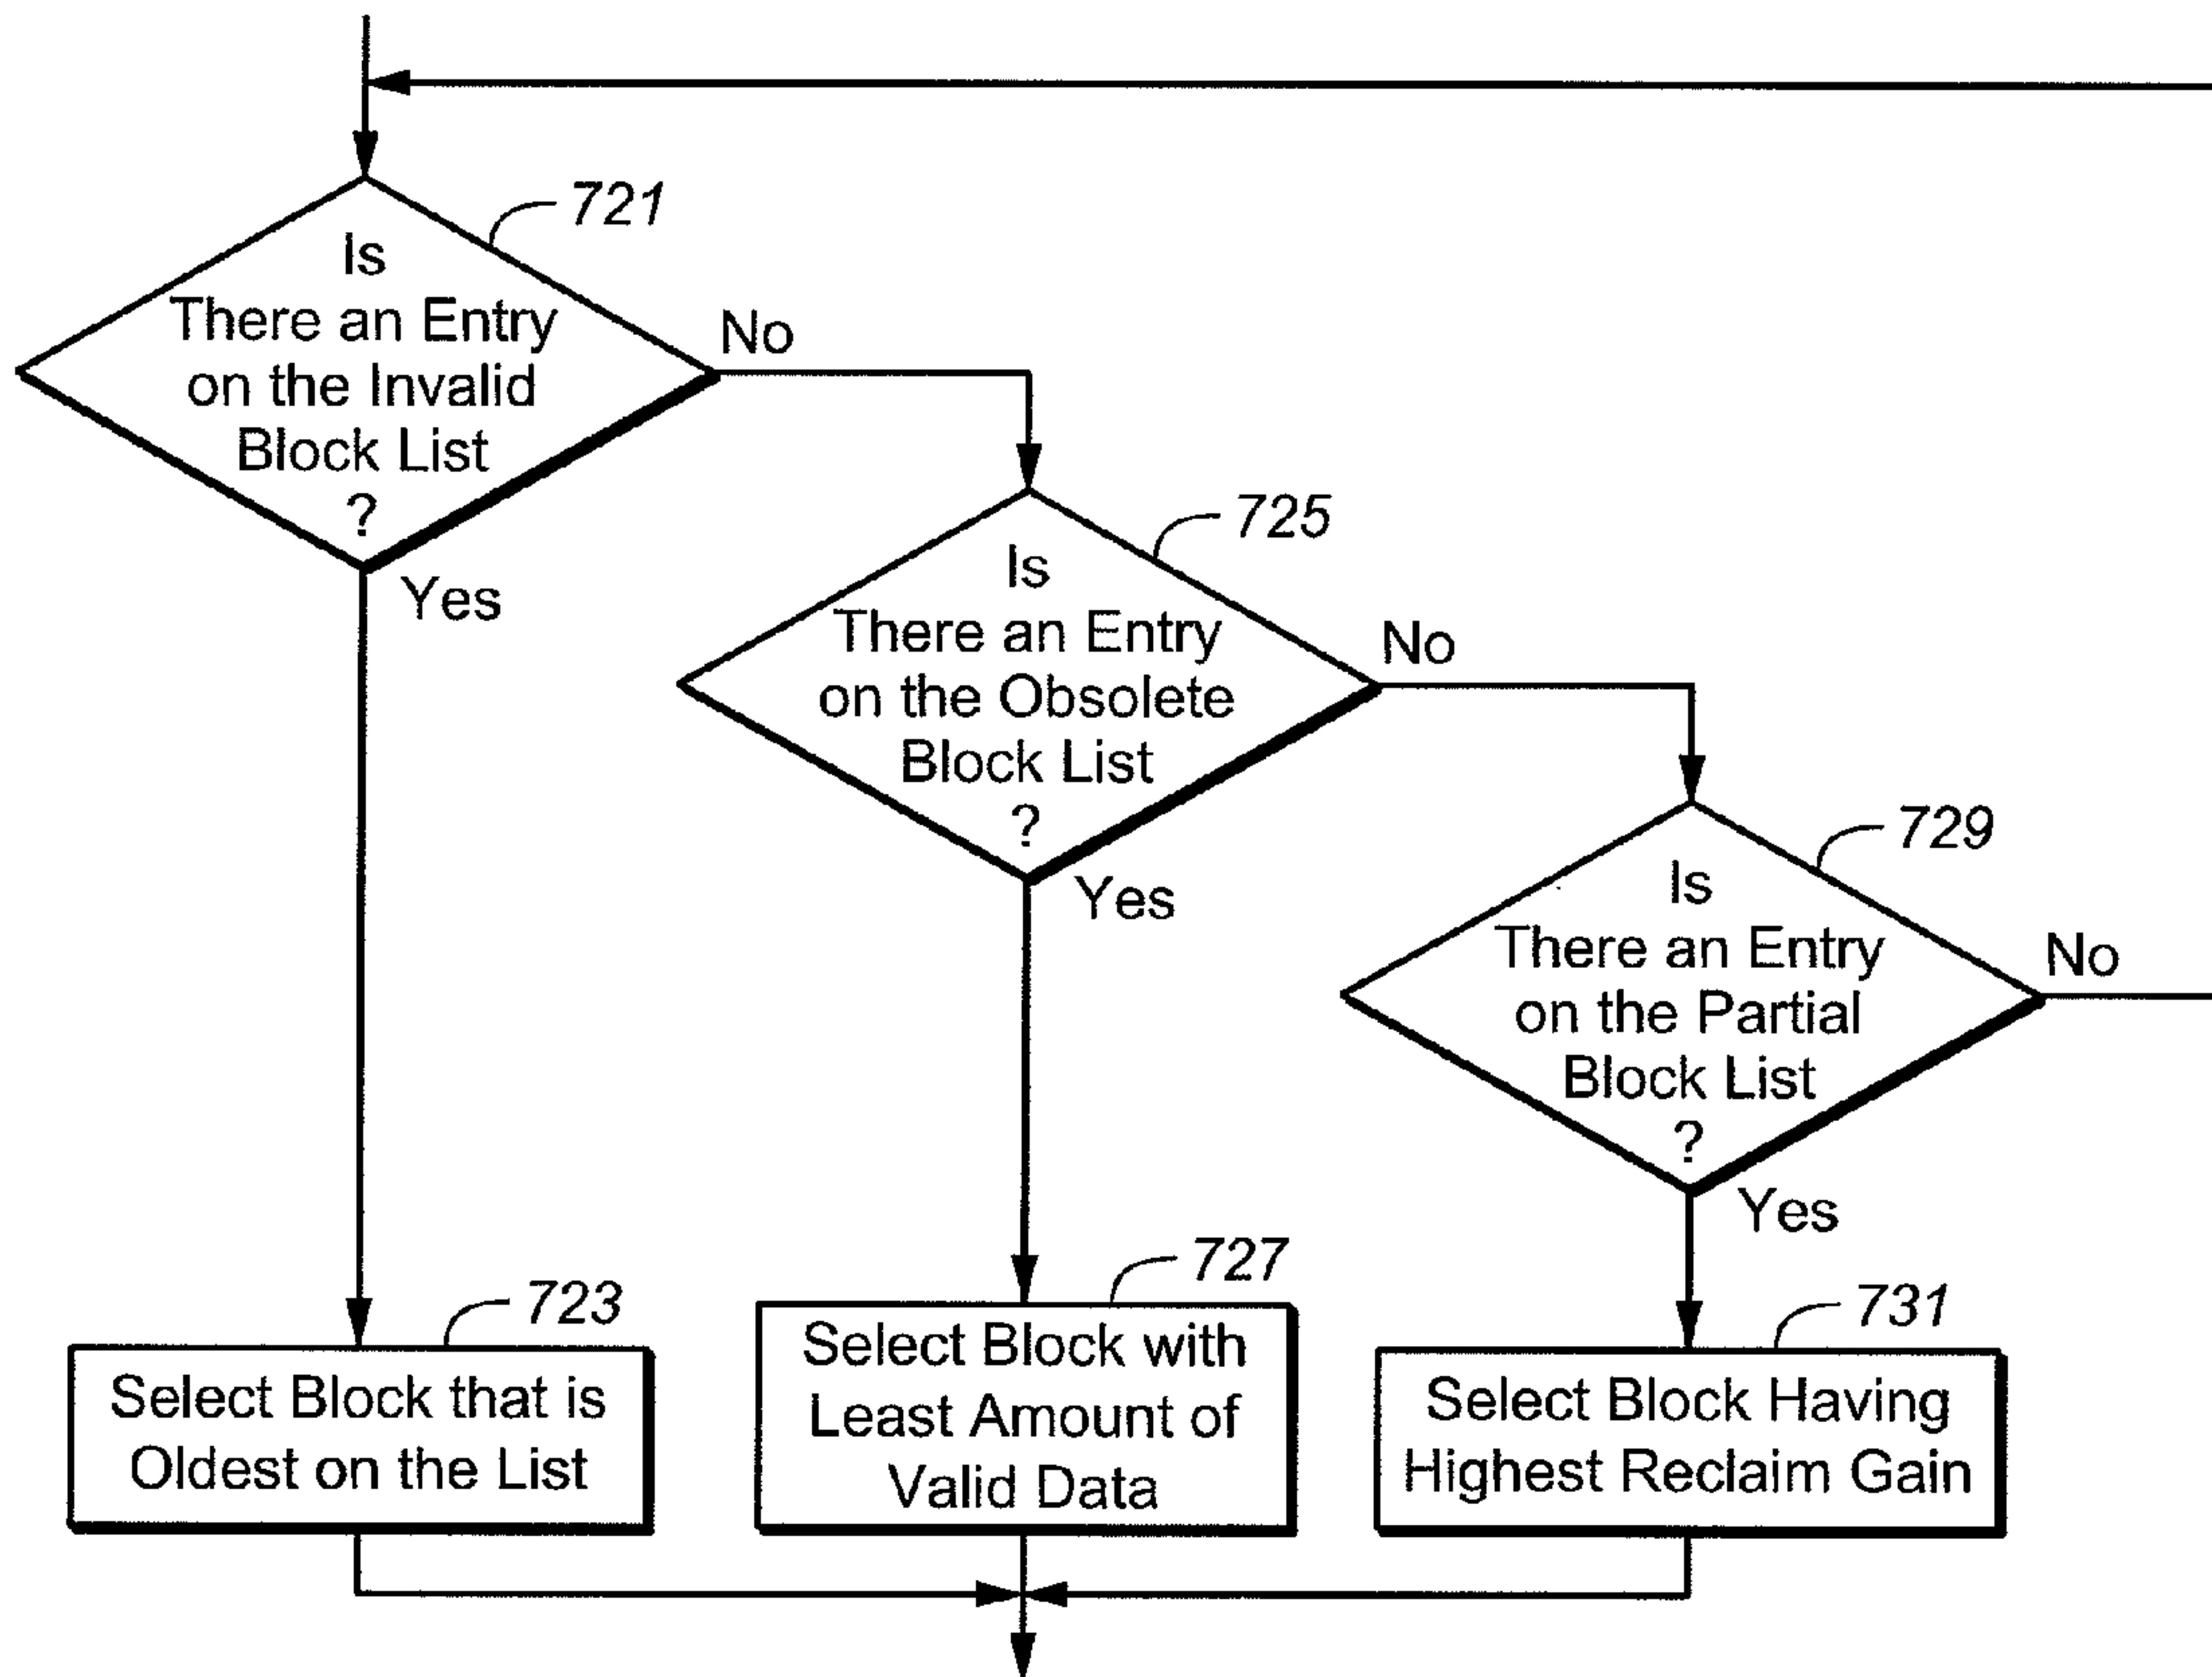 721
Is
There an Entry
on the Invalid
Block List
?
No
Yes
725
Is
There an Entry
on the Obsolete
Block List
?
No
Yes
729
Is
There an Entry
on the Partial
Block List
?
No
Yes
723
Select Block that is
Oldest on the List
727
Select Block with
Least Amount of
Valid Data
731
Select Block Having
Highest Reclaim Gain